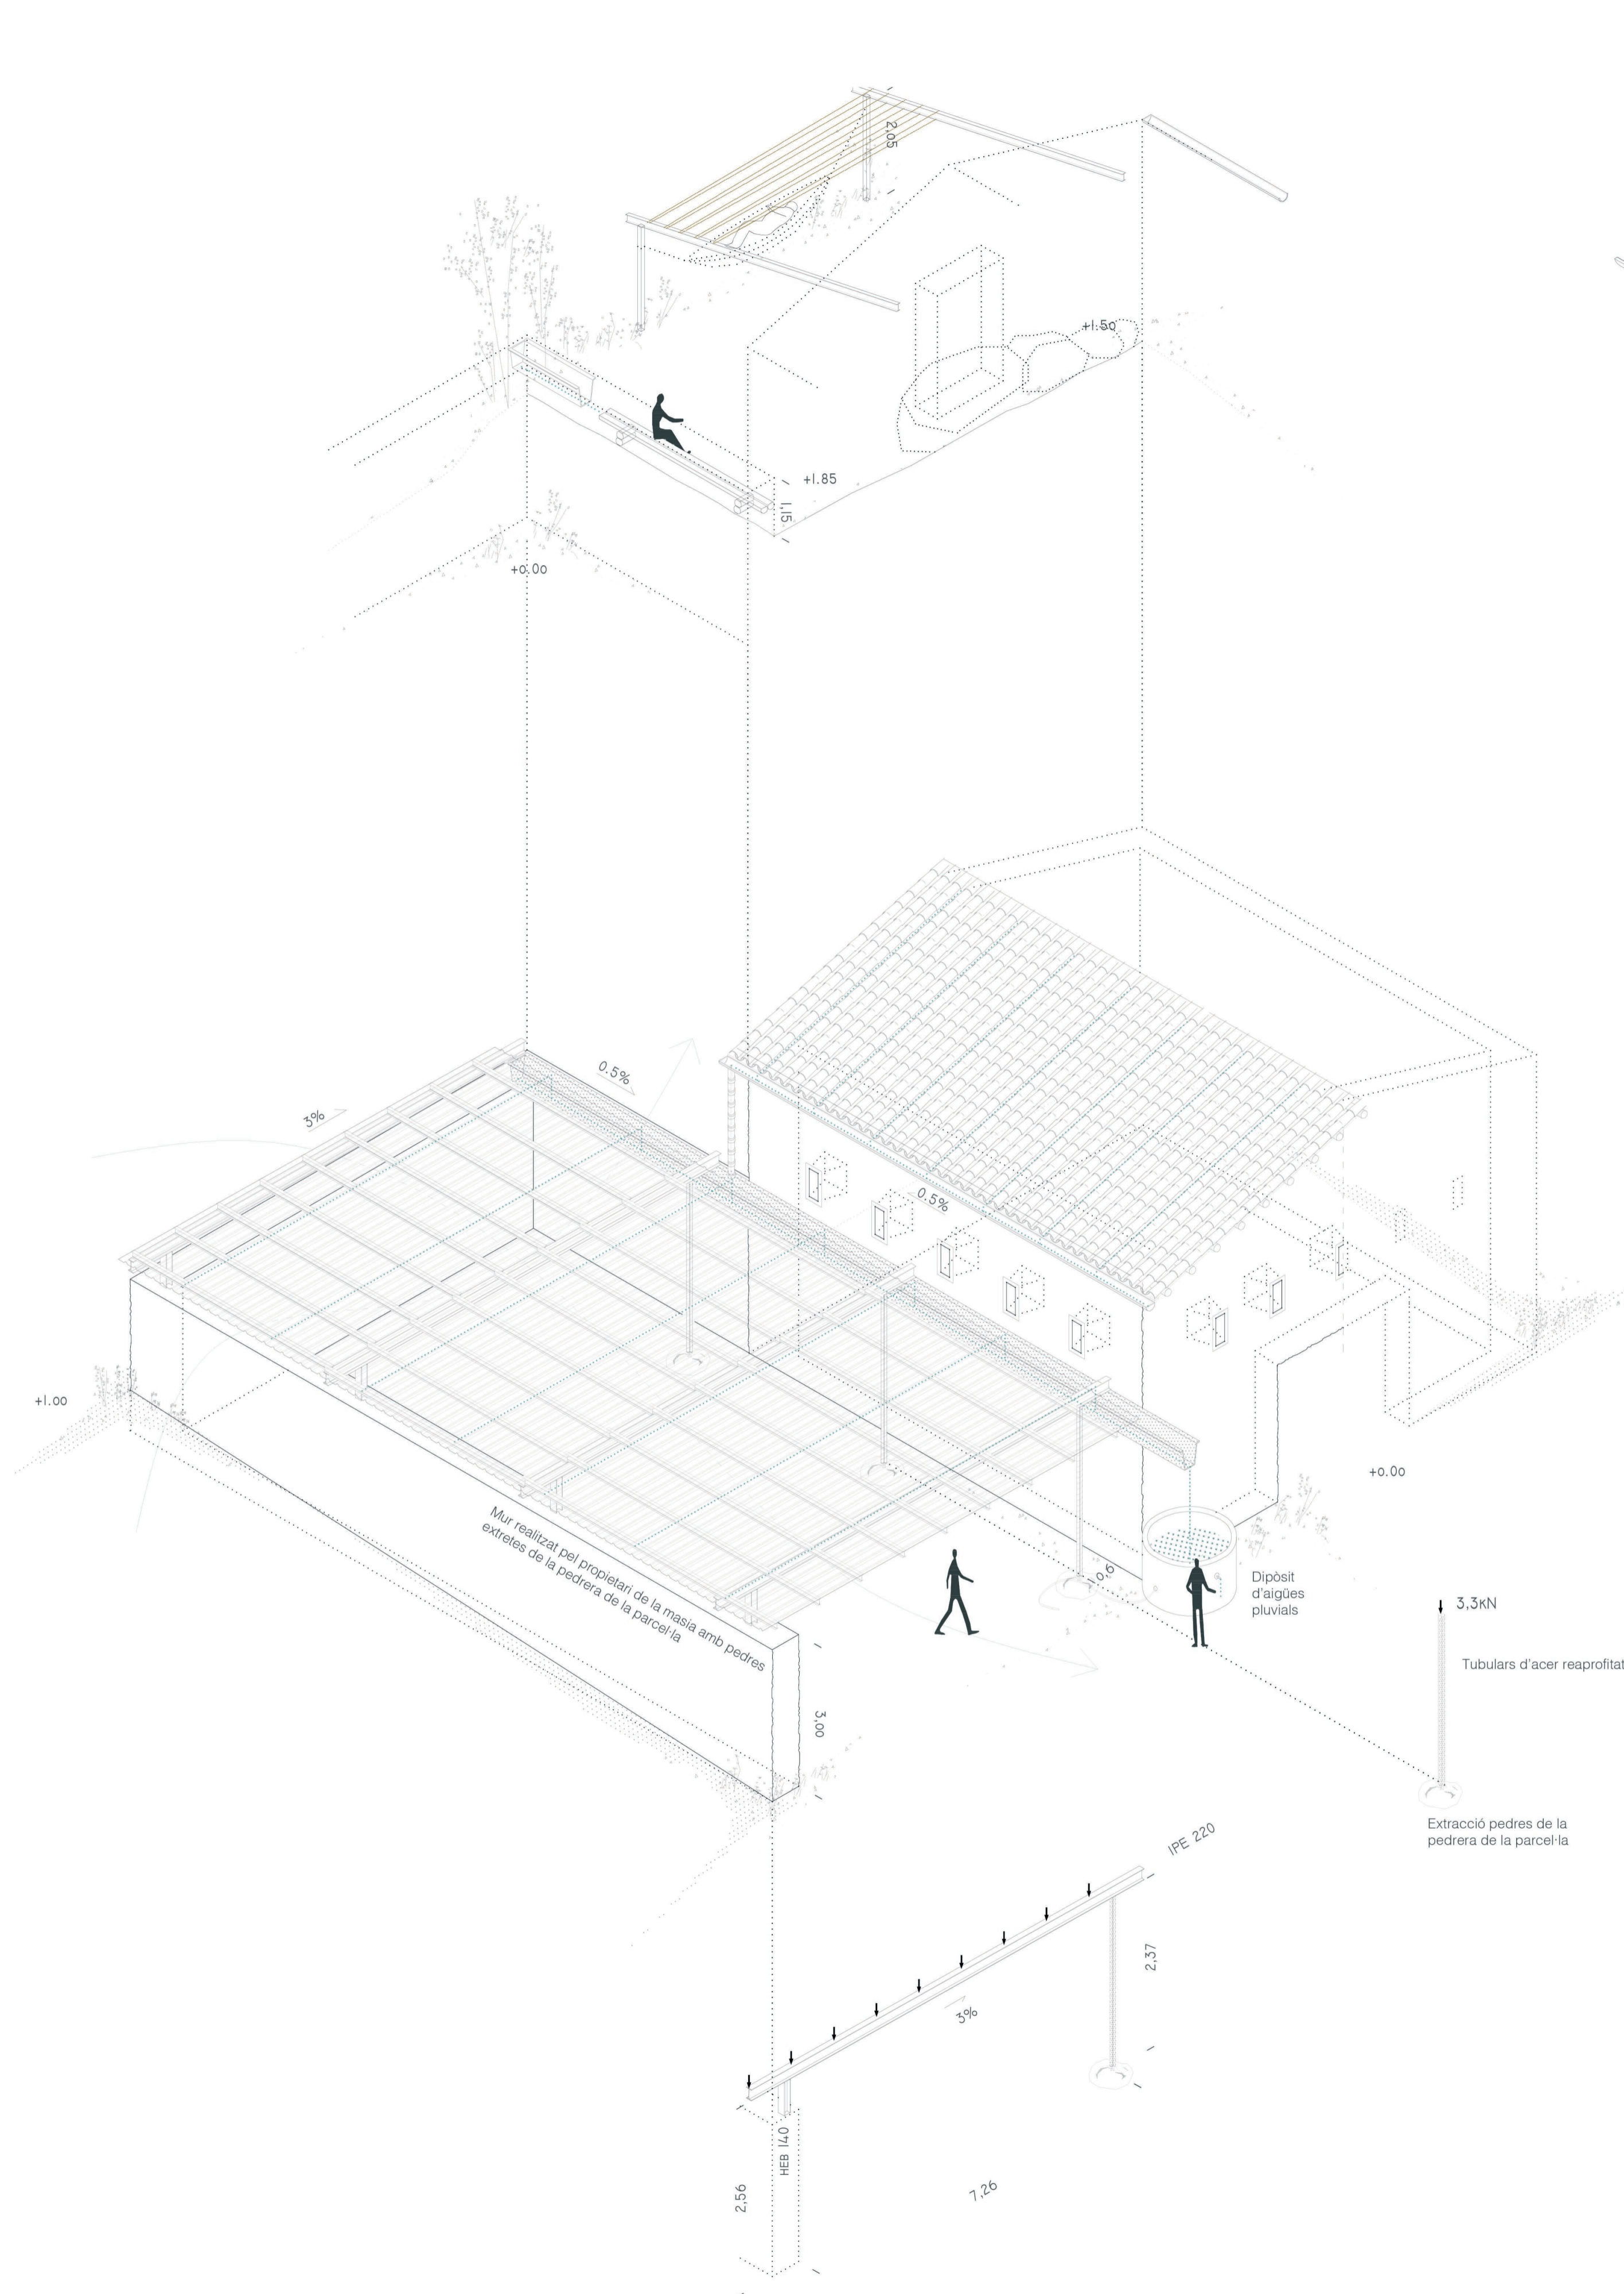 2,05
+1.50
+1.85
1,15
+0.00
0.5%
3%
0.5%
+1.00
+0.00
Mur realitzat pel propietari de la masia amb pedres
extretes de la pedrera de la parcel·la
0,6
Dipòsit
d'aigües
pluvials
3,3KN
Tubulars d'acer reaprofitat
3,00
Extracció pedres de la
pedrera de la parcel·la
IPE 220
2,37
3%
HEB 140
2,56
7,26